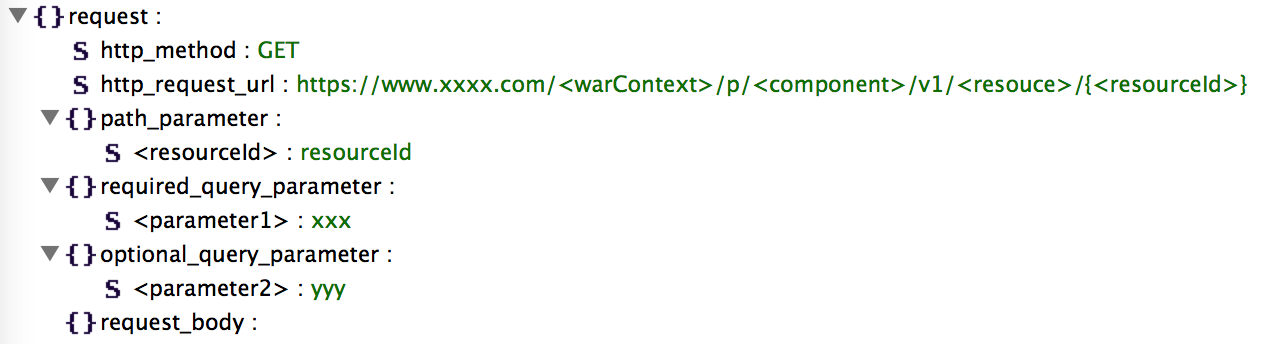 {} request :
S http_method : GET
S http_request_url : https://www.xxxx.com/<warContext>/p/<component>/v1/<resouce>/{<resourceId>}
{} path_parameter :
S <resourceId> : resourceId
{} required_query_parameter :
S <parameter1> : xxx
{} optional_query_parameter :
S <parameter2> : yyy
{} request_body :